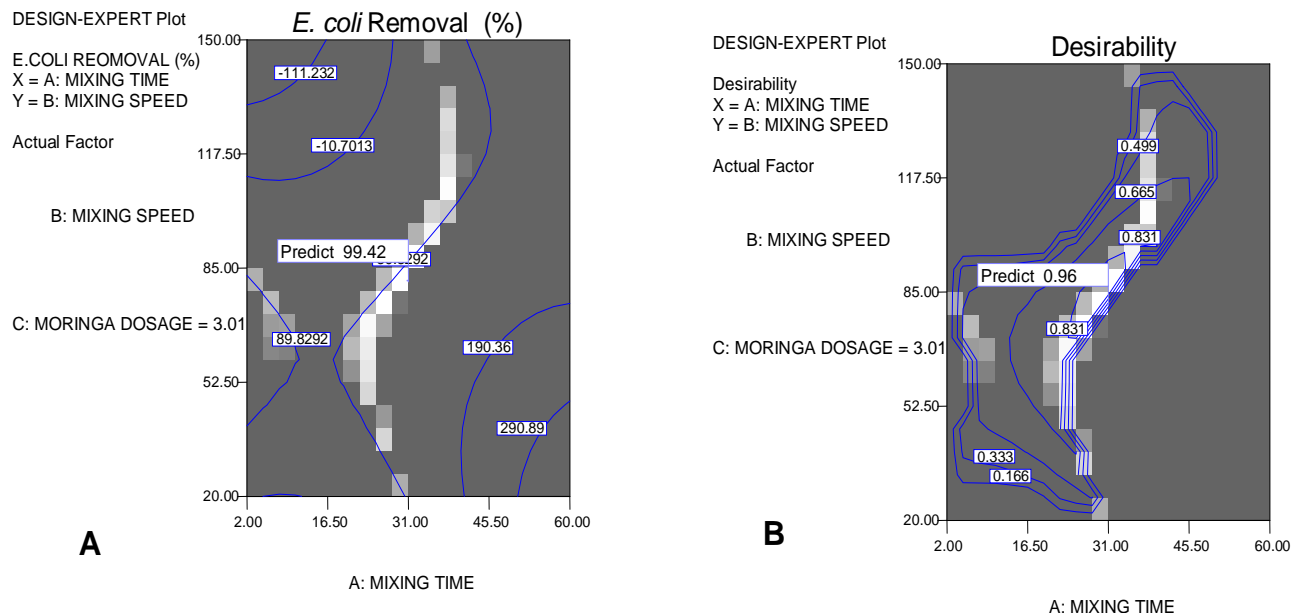 DESIGN-EXPERT Plot
E.COLI REOMOVAL (%)
X = A: MIXING TIME
Y = B: MIXING SPEED
Actual Factor
B: MIXING SPEED
C: MORINGA DOSAGE = 3.01
E. coli Removal (%)
150.00
117.50
85.00
52.50
20.00
-111.232
-10.7013
Predict 99.42
89.8292
190.36
290.89
2.00 16.50 31.00 45.50 60.00
A
A: MIXING TIME
DESIGN-EXPERT Plot
Desirability
X = A: MIXING TIME
Y = B: MIXING SPEED
Actual Factor
B: MIXING SPEED
C: MORINGA DOSAGE = 3.01
Desirability
150.00
117.50
85.00
52.50
20.00
0.499
0.665
0.831
Predict 0.96
0.831
0.333
0.166
2.00 16.50 31.00 45.50 60.00
B
A: MIXING TIME